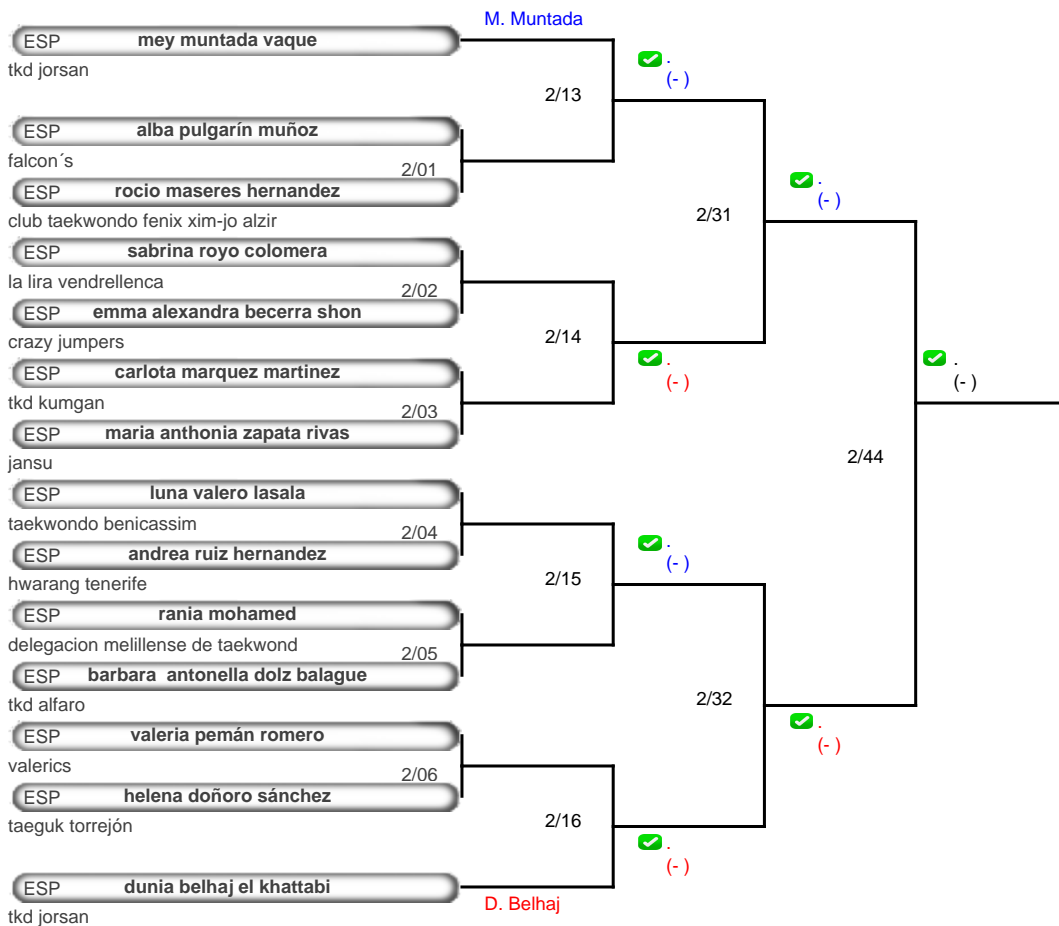 M. Muntada
ESP mey muntada vaque
tkd jorsan
.
(- )
2/13
ESP alba pulgarín muñoz
falcon´s
2/01
ESP rocio maseres hernandez
club taekwondo fenix xim-jo alzir
.
(- )
2/31
ESP sabrina royo colomera
la lira vendrellenca
2/02
ESP emma alexandra becerra shon
crazy jumpers
2/14
.
(- )
ESP carlota marquez martinez
tkd kumgan
2/03
ESP maria anthonia zapata rivas
jansu
.
(- )
2/44
ESP luna valero lasala
taekwondo benicassim
2/04
ESP andrea ruiz hernandez
hwarang tenerife
.
(- )
2/15
ESP rania mohamed
delegacion melillense de taekwond
2/05
ESP barbara  antonella dolz balague
tkd alfaro
2/32
.
(- )
ESP valeria pemán romero
valerics
2/06
ESP helena doñoro sánchez
taeguk torrejón
2/16
.
(- )
ESP dunia belhaj el khattabi
tkd jorsan
D. Belhaj